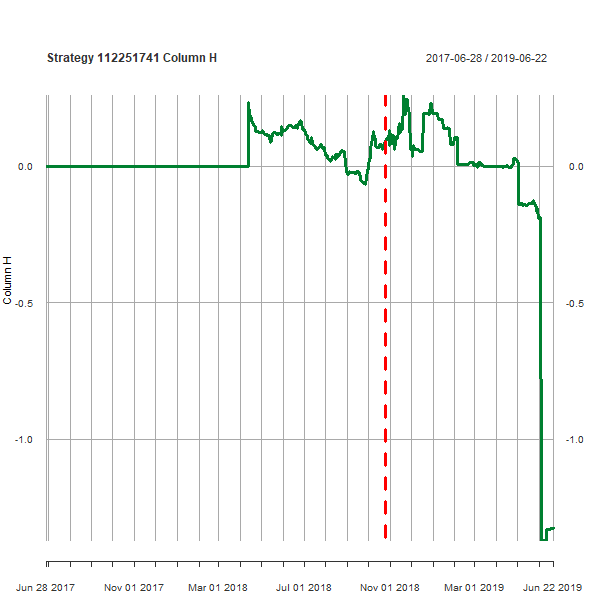 Strategy 112251741 Column H 2017-06-28 / 2019-06-22
0.0 0.0
-0.5 -0.5
-1.0 -1.0
Column H
Jun 28 2017 Nov 01 2017 Mar 01 2018 Jul 01 2018 Nov 01 2018 Mar 01 2019 Jun 22 2019